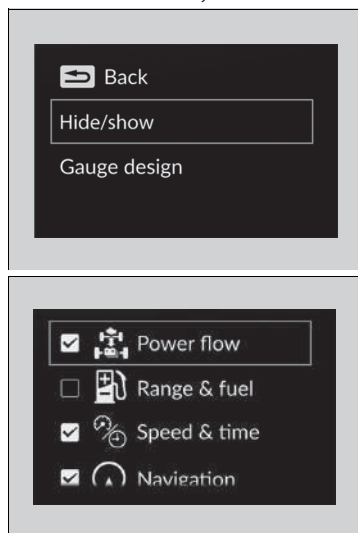 Back
Hide/show
Gauge design
Power flow
Range & fuel
Speed & time
Navigation